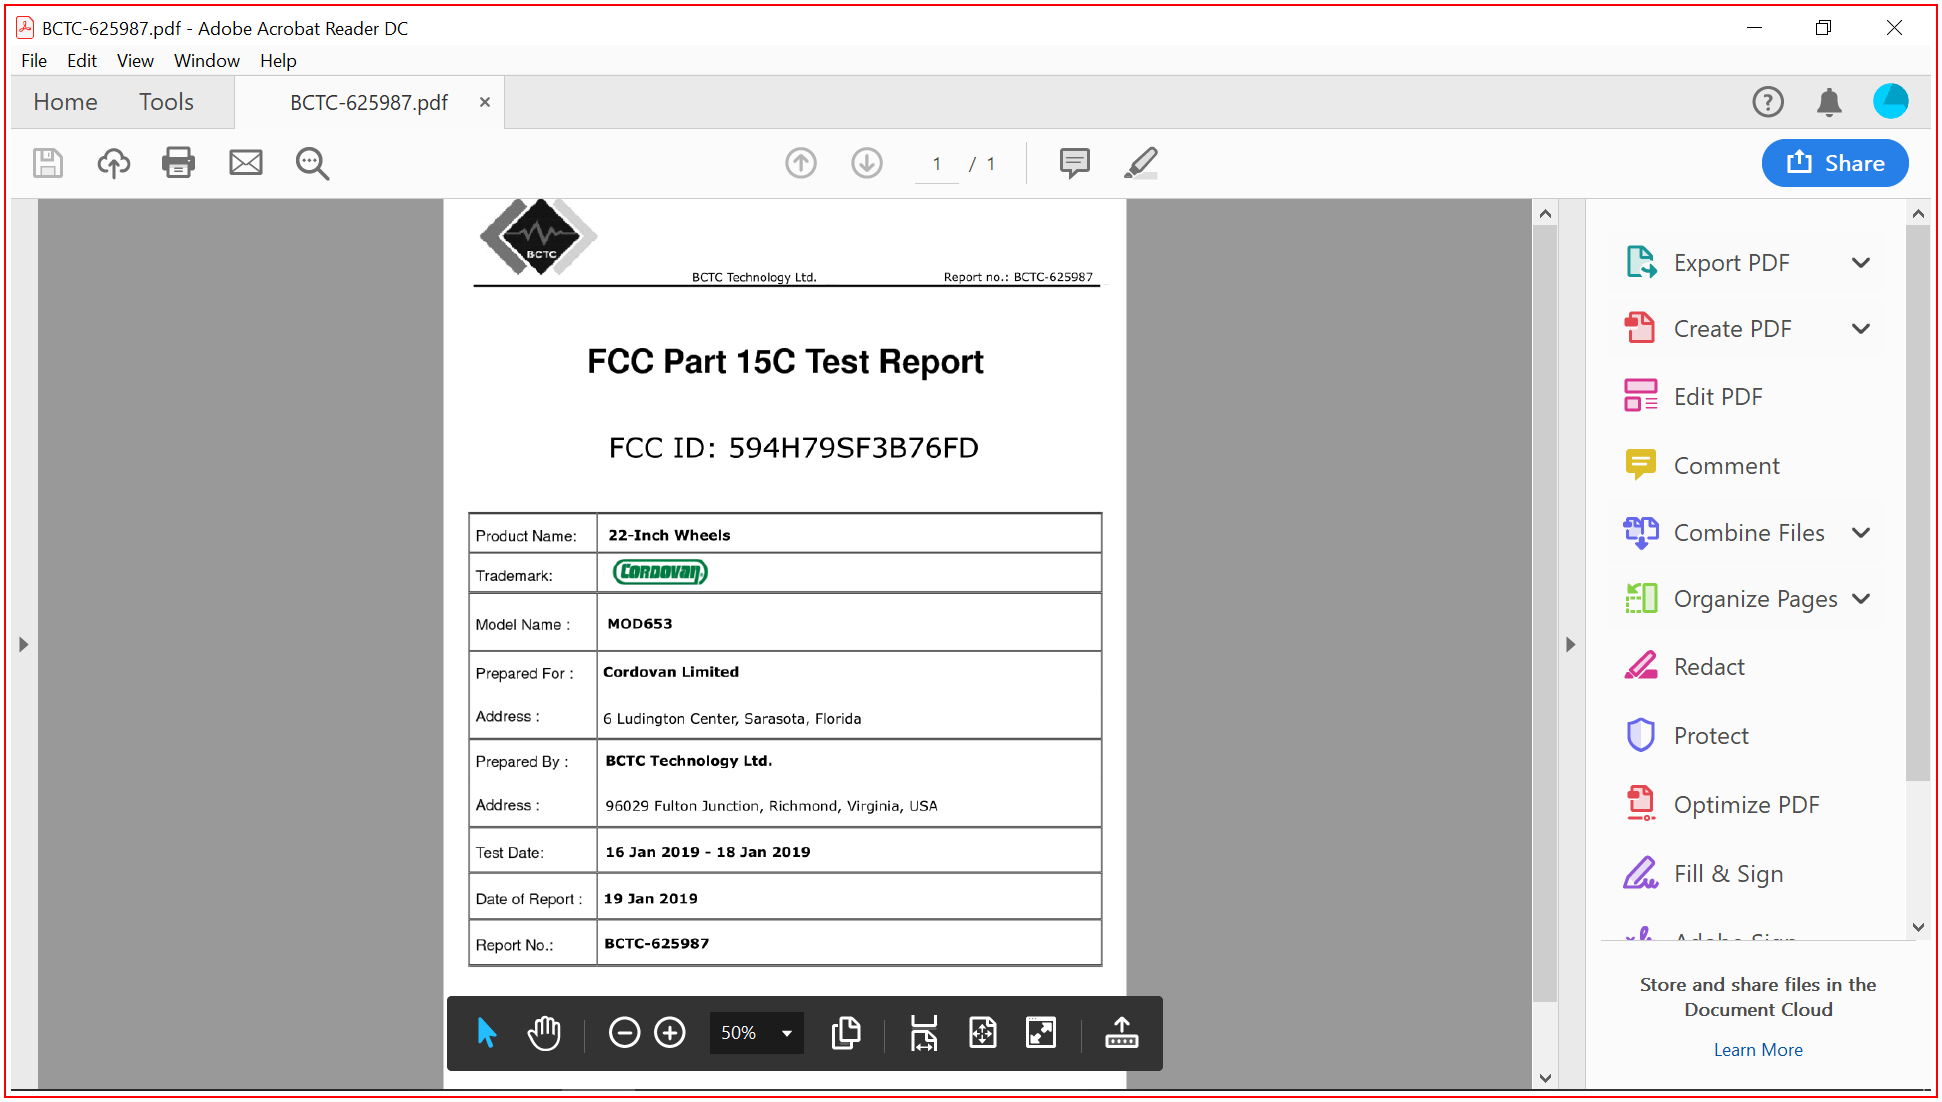 BCTC-625987.pdf - Adobe Acrobat Reader DC
File Edit View Window Help
Home Tools BCTC-625987.pdf ×
1 / 1
Share
BCTC
BCTC Technology Ltd. Report no.: BCTC-625987
FCC Part 15C Test Report
FCC ID: 594H79SF3B76FD
Product Name: 22-Inch Wheels
Trademark: CORDOVAN
Model Name : MOD653
Prepared For : Cordovan Limited
Address : 6 Ludington Center, Sarasota, Florida
Prepared By : BCTC Technology Ltd.
Address : 96029 Fulton Junction, Richmond, Virginia, USA
Test Date: 16 Jan 2019 - 18 Jan 2019
Date of Report : 19 Jan 2019
Report No.: BCTC-625987
50%
Export PDF
Create PDF
Edit PDF
Comment
Combine Files
Organize Pages
Redact
Protect
Optimize PDF
Fill & Sign
Adobe Sign
Store and share files in the
Document Cloud
Learn More